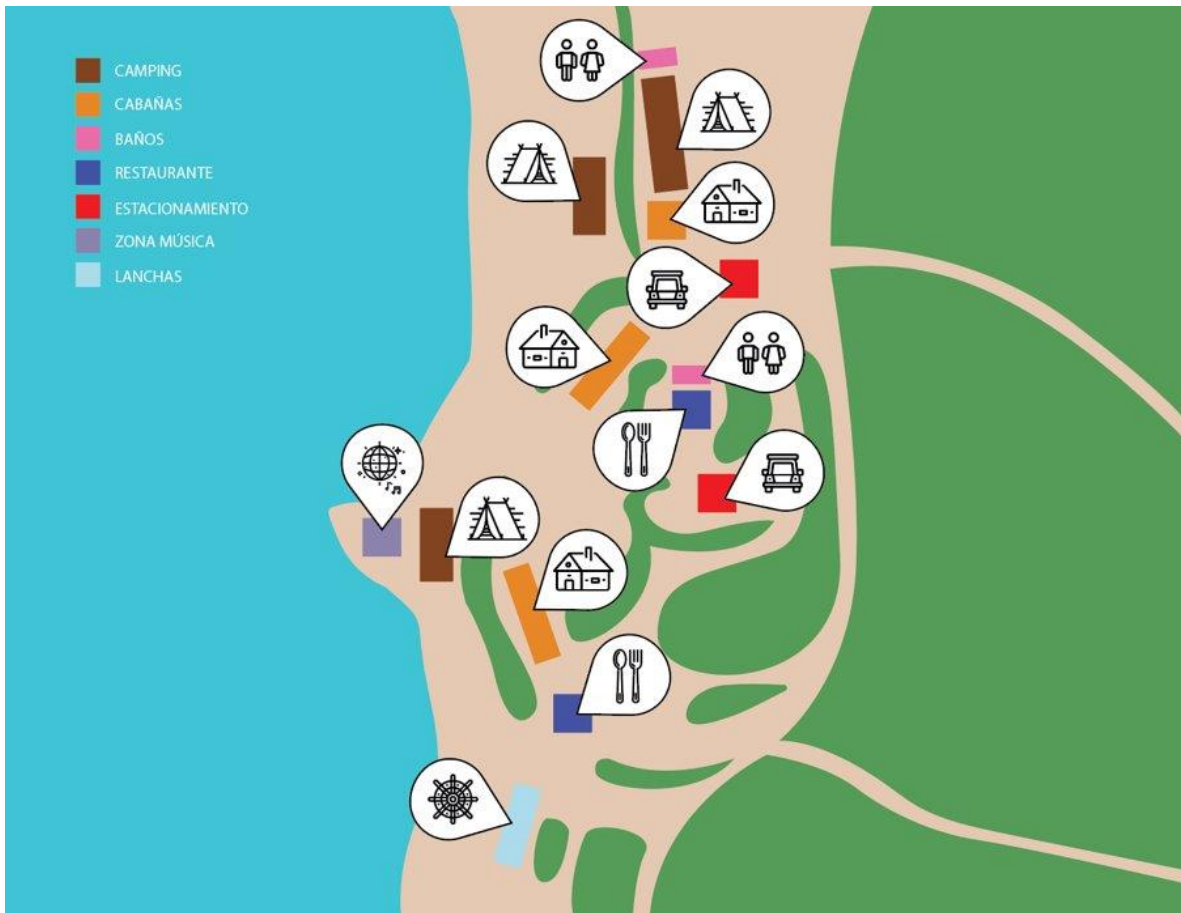 CAMPING
CABAÑAS
BAÑOS
RESTAURANTE
ESTACIONAMIENTO
ZONA MÚSICA
LANCHAS